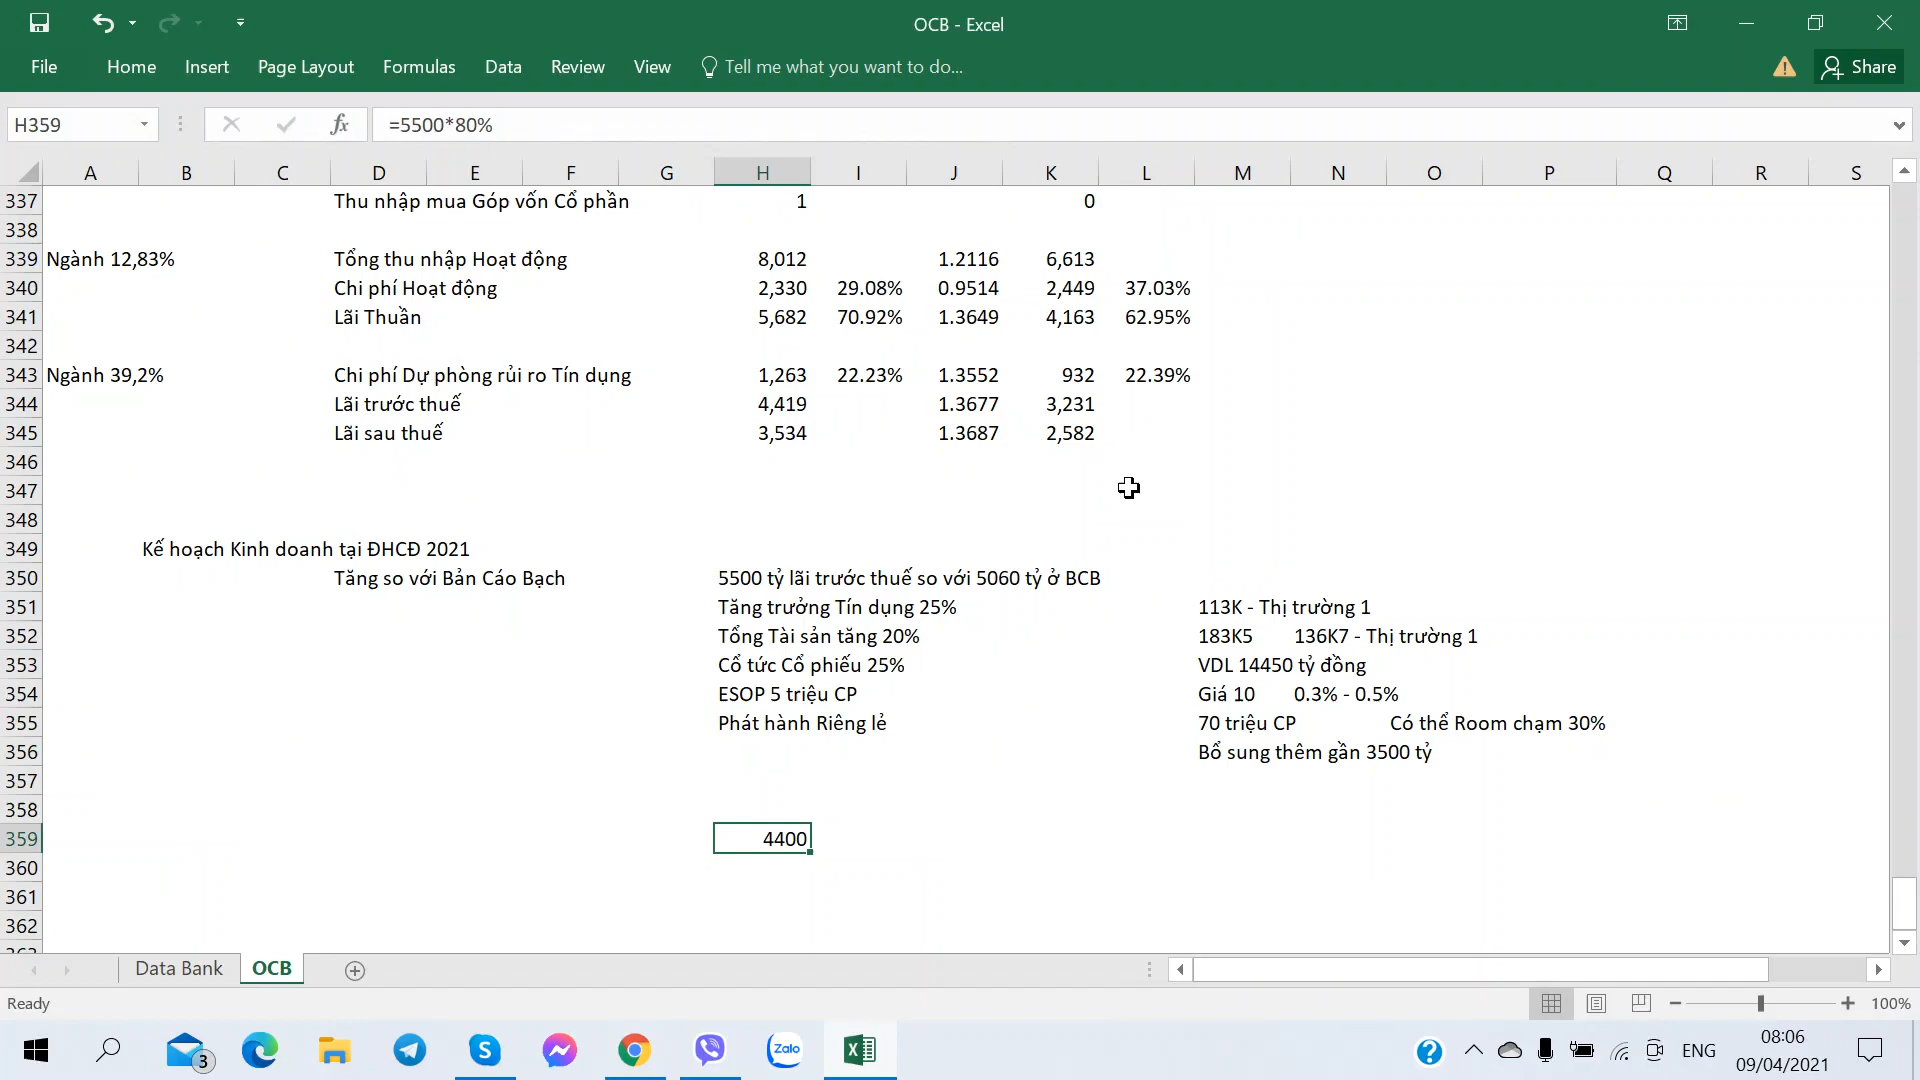 OCB - Excel
File Home Insert Page Layout Formulas Data Review View Tell me what you want to do... Share
H359 fx =5500*80%
A B C D E F G H I J K L M N O P Q R S
337 Thu nhập mua Góp vốn Cổ phần 1 0
338
339 Ngành 12,83% Tổng thu nhập Hoạt động 8,012 1.2116 6,613
340 Chi phí Hoạt động 2,330 29.08% 0.9514 2,449 37.03%
341 Lãi Thuần 5,682 70.92% 1.3649 4,163 62.95%
342
343 Ngành 39,2% Chi phí Dự phòng rủi ro Tín dụng 1,263 22.23% 1.3552 932 22.39%
344 Lãi trước thuế 4,419 1.3677 3,231
345 Lãi sau thuế 3,534 1.3687 2,582
346
347
348
349 Kế hoạch Kinh doanh tại ĐHCĐ 2021
350 Tăng so với Bản Cáo Bạch 5500 tỷ lãi trước thuế so với 5060 tỷ ở BCB
351 Tăng trưởng Tín dụng 25% 113K - Thị trường 1
352 Tổng Tài sản tăng 20% 183K5 136K7 - Thị trường 1
353 Cổ tức Cổ phiếu 25% VDL 14450 tỷ đồng
354 ESOP 5 triệu CP Giá 10 0.3% - 0.5%
355 Phát hành Riêng lẻ 70 triệu CP Có thể Room chạm 30%
356 Bổ sung thêm gần 3500 tỷ
357
358
359 4400
360
361
362
Data Bank OCB
Ready 100%
3 Zalo ENG 08:06
09/04/2021